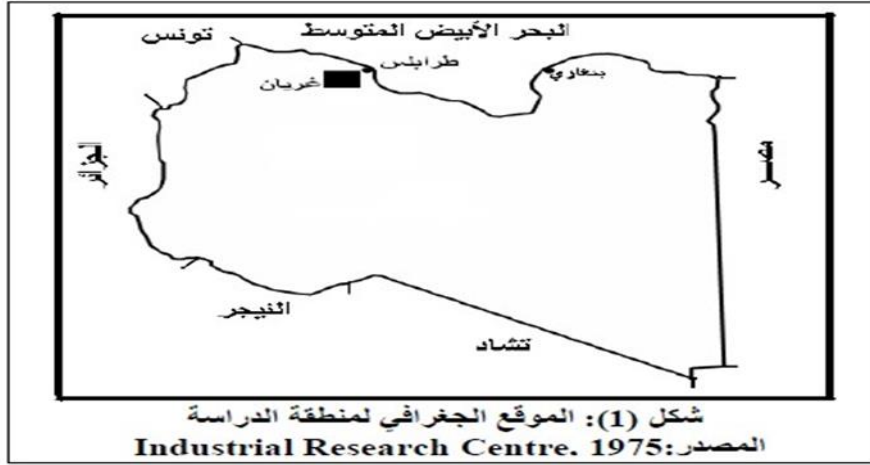 البحر الأبيض المتوسط
تونس
طرابلس
غريان
بنغازي
الجزائر
مصر
النيجر
تشاد
شكل (1): الموقع الجغرافي لمنطقة الدراسة
المصدر:Industrial Research Centre. 1975